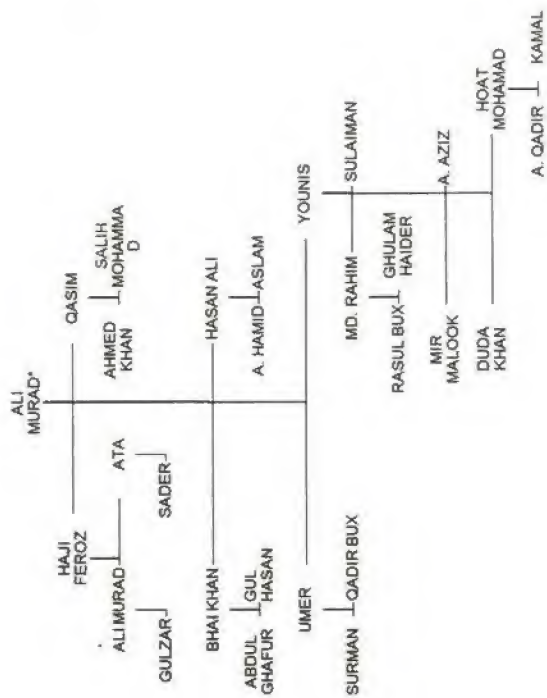 ALI
MURAD*
HAJI
FEROZ
QASIM
ALI MURAD
ATA
AHMED
KHAN
SALIH
MOHAMMA
D
GULZAR
SADER
BHAI KHAN
HASAN ALI
ABDUL
GHAFUR
GUL
HASAN
A. HAMID
ASLAM
UMER
YOUNIS
SURMAN
QADIR BUX
MD. RAHIM
SULAIMAN
RASUL BUX
GHULAM
HAIDER
MIR
MALOOK
A. AZIZ
DUDA
KHAN
HOAT
MOHAMAD
A. QADIR
KAMAL